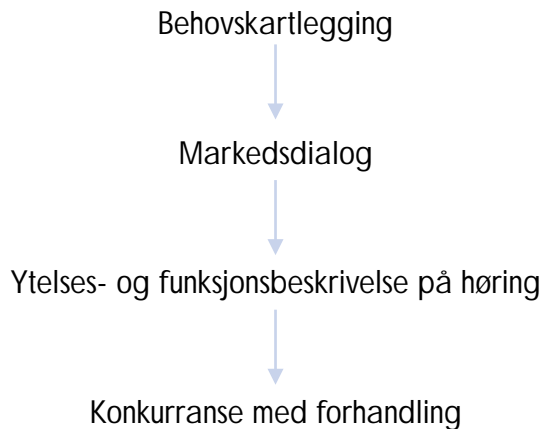 Behovskartlegging
Markedsdialog
Ytelses- og funksjonsbeskrivelse på høring
Konkurranse med forhandling